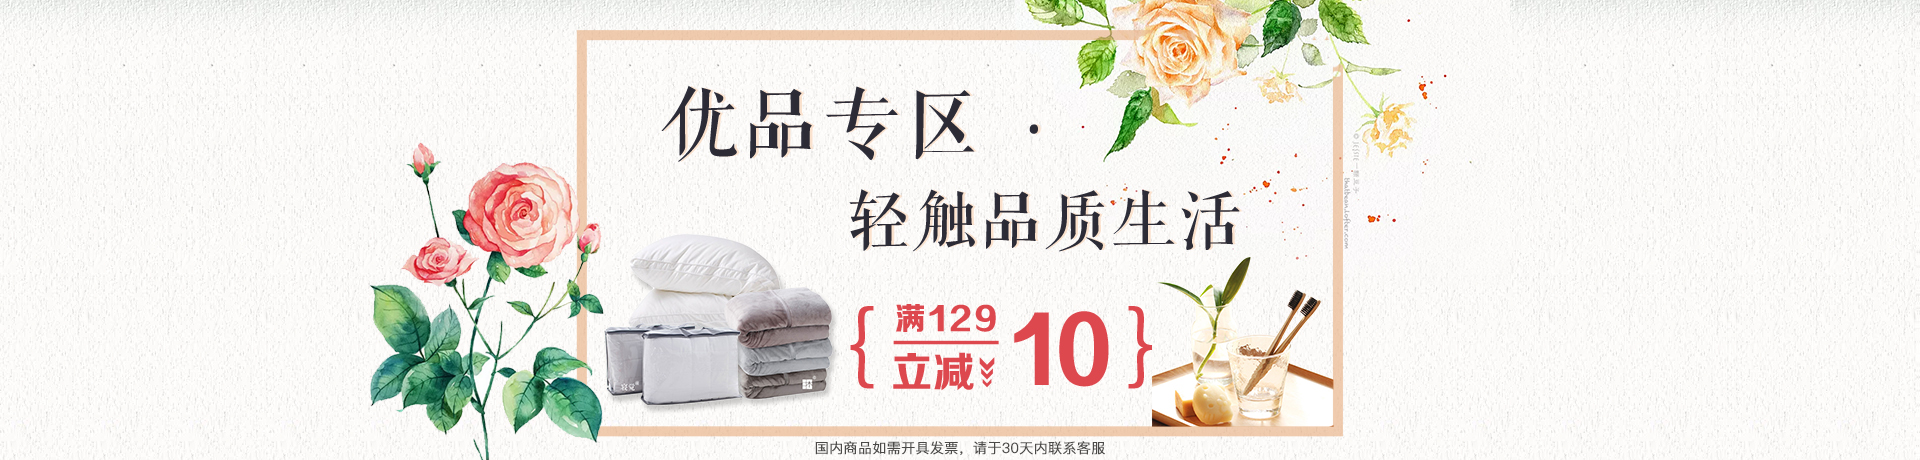 优品专区 ·
轻触品质生活
{ 满129
立减 10 }
国内商品如需开具发票，请于30天内联系客服